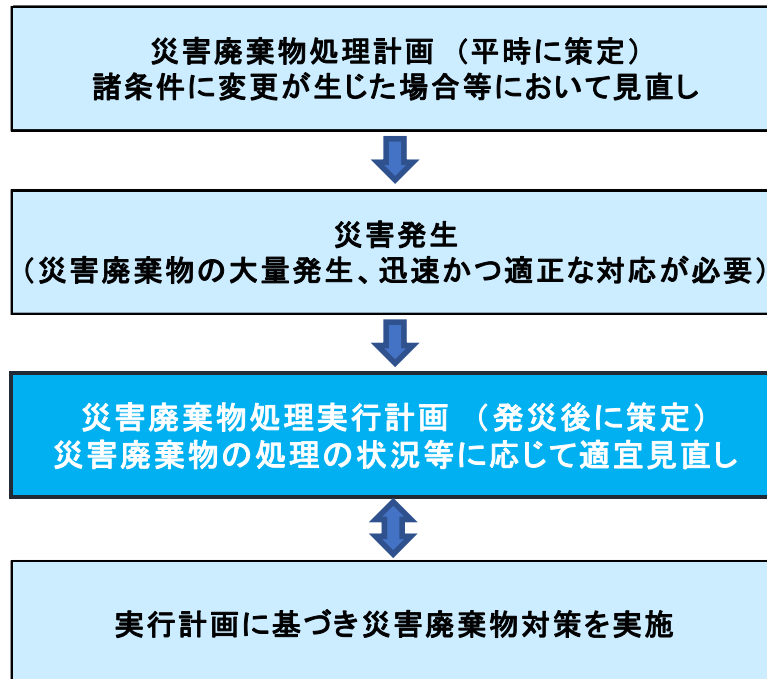 災害廃棄物処理計画 （平時に策定）
諸条件に変更が生じた場合等において見直し
災害発生
（災害廃棄物の大量発生、迅速かつ適正な対応が必要）
災害廃棄物処理実行計画 （発災後に策定）
災害廃棄物の処理の状況等に応じて適宜見直し
実行計画に基づき災害廃棄物対策を実施